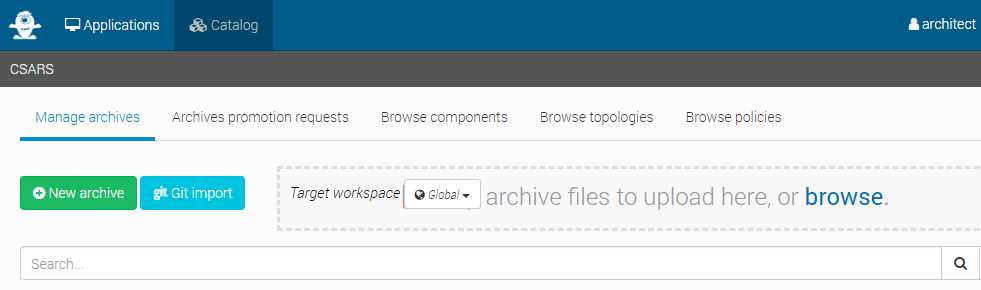 Applications Catalog architect
CSARS
Manage archives Archives promotion requests Browse components Browse topologies Browse policies
New archive git Git import Target workspace Global archive files to upload here, or browse.
Search...